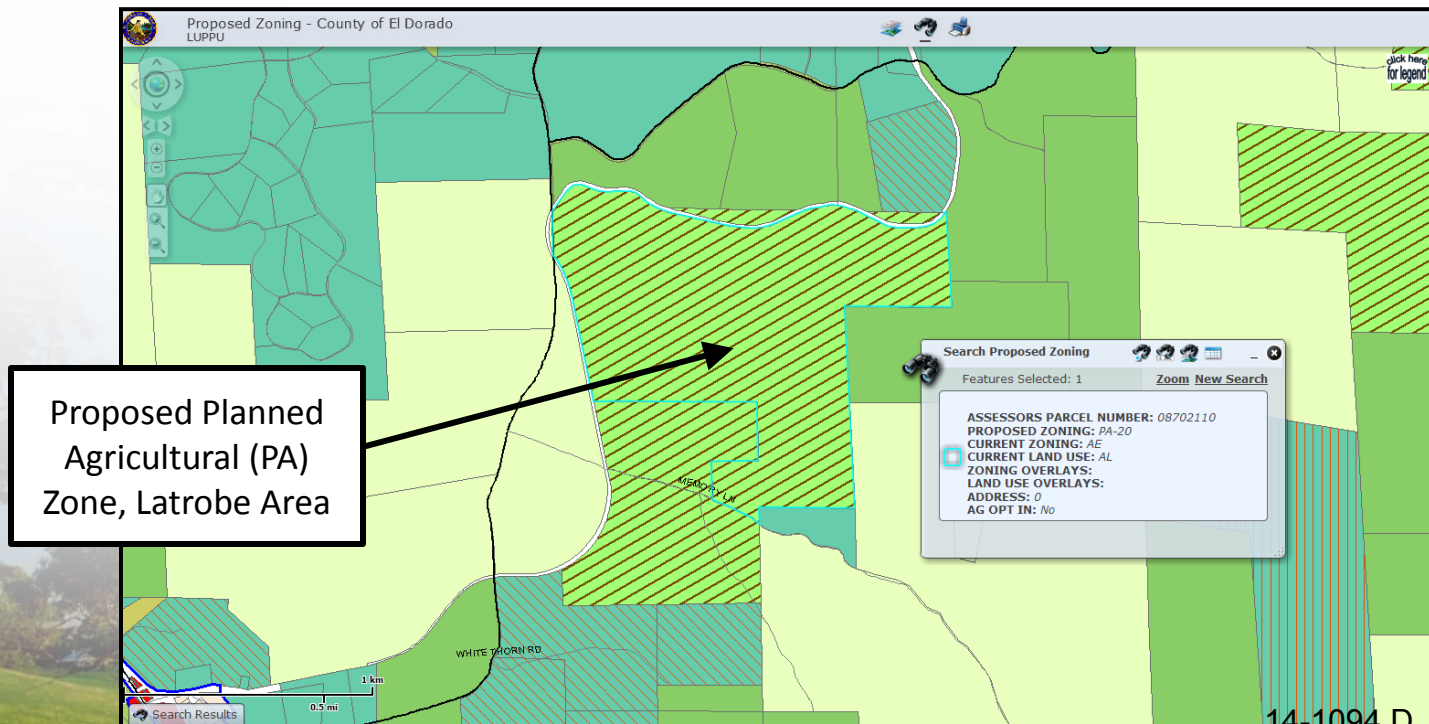 Proposed Zoning - County of El Dorado
LUPPU
click here
for legend
Search Proposed Zoning
Features Selected: 1 Zoom New Search
ASSESSORS PARCEL NUMBER: 08702110
PROPOSED ZONING: PA-20
CURRENT ZONING: AE
CURRENT LAND USE: AL
ZONING OVERLAYS:
LAND USE OVERLAYS:
ADDRESS: 0
AG OPT IN: No
Proposed Planned
Agricultural (PA)
Zone, Latrobe Area
MEMORY LN
WHITE THORN RD
1 km
0.5 mi
Search Results
14-1094 D